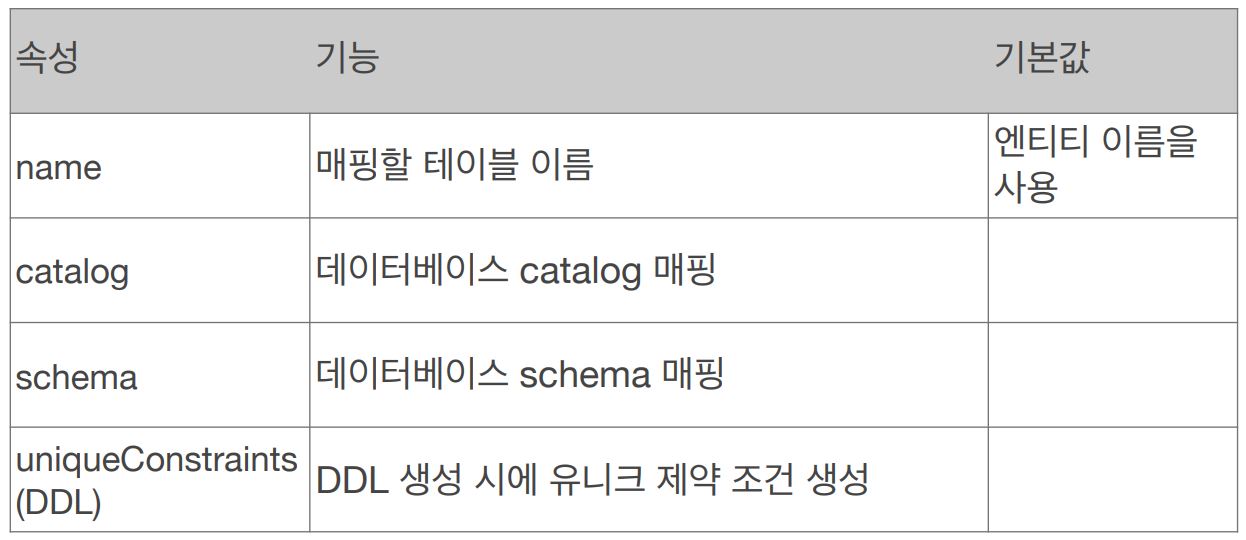 속성 기능 기본값
name 매핑할 테이블 이름 엔티티 이름을
사용
catalog 데이터베이스 catalog 매핑
schema 데이터베이스 schema 매핑
uniqueConstraints
(DDL) DDL 생성 시에 유니크 제약 조건 생성